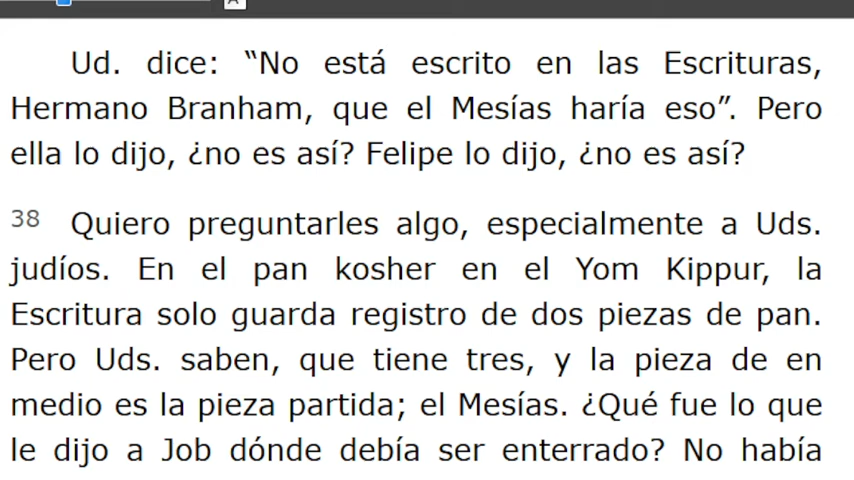 Ud. dice: “No está escrito en las Escrituras,
Hermano Branham, que el Mesías haría eso”. Pero
ella lo dijo, ¿no es así? Felipe lo dijo, ¿no es así?
38 Quiero preguntarles algo, especialmente a Uds.
judíos. En el pan kosher en el Yom Kippur, la
Escritura solo guarda registro de dos piezas de pan.
Pero Uds. saben, que tiene tres, y la pieza de en
medio es la pieza partida; el Mesías. ¿Qué fue lo que
le dijo a Job dónde debía ser enterrado? No había